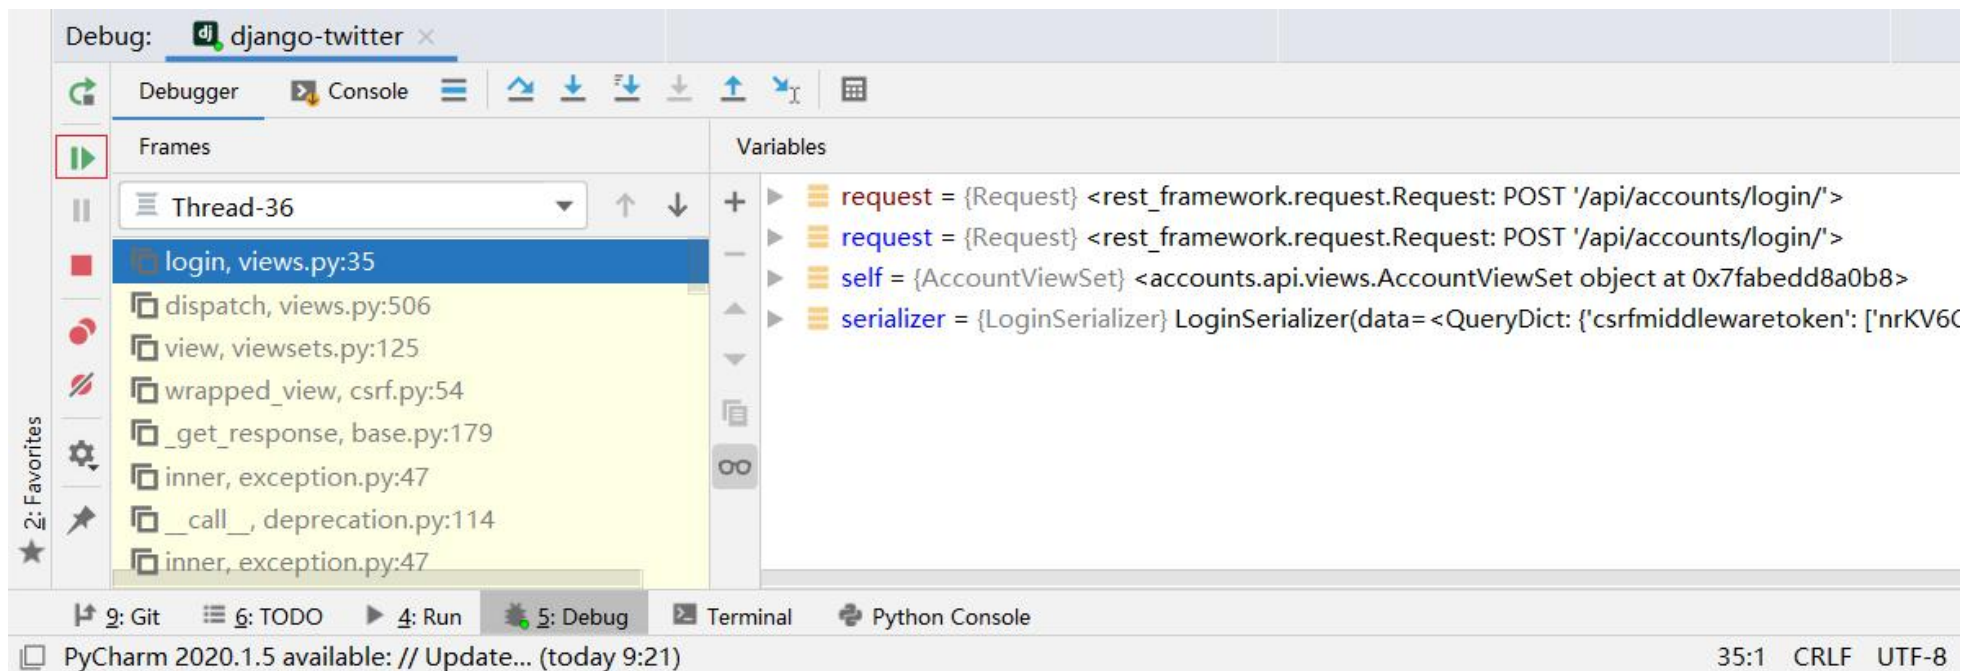 Debug: django-twitter
Debugger Console
Frames
Variables
Thread-36
login, views.py:35
dispatch, views.py:506
view, viewsets.py:125
wrapped_view, csrf.py:54
_get_response, base.py:179
inner, exception.py:47
__call__, deprecation.py:114
inner, exception.py:47
request = {Request} <rest_framework.request.Request: POST '/api/accounts/login/'>
request = {Request} <rest_framework.request.Request: POST '/api/accounts/login/'>
self = {AccountViewSet} <accounts.api.views.AccountViewSet object at 0x7fabedd8a0b8>
serializer = {LoginSerializer} LoginSerializer(data=<QueryDict: {'csrfmiddlewaretoken': ['nrKV6
2: Favorites
9: Git 6: TODO 4: Run 5: Debug Terminal Python Console
PyCharm 2020.1.5 available: // Update... (today 9:21) 35:1 CRLF UTF-8